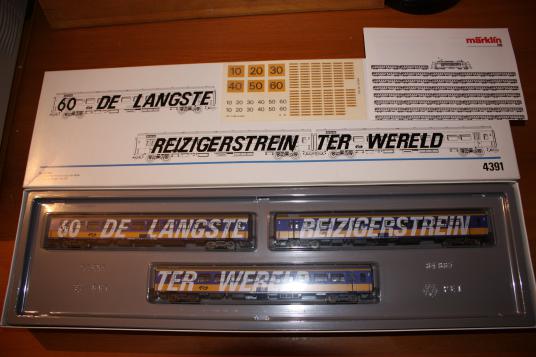 märklin
10 20 30
40 50 60
10 20 30 40 50 60
10 20 30 40 50 60
60 DE LANGSTE
REIZIGERSTREIN TER WERELD
4391
60 DE LANGSTE
REIZIGERSTREIN
TER WERELD